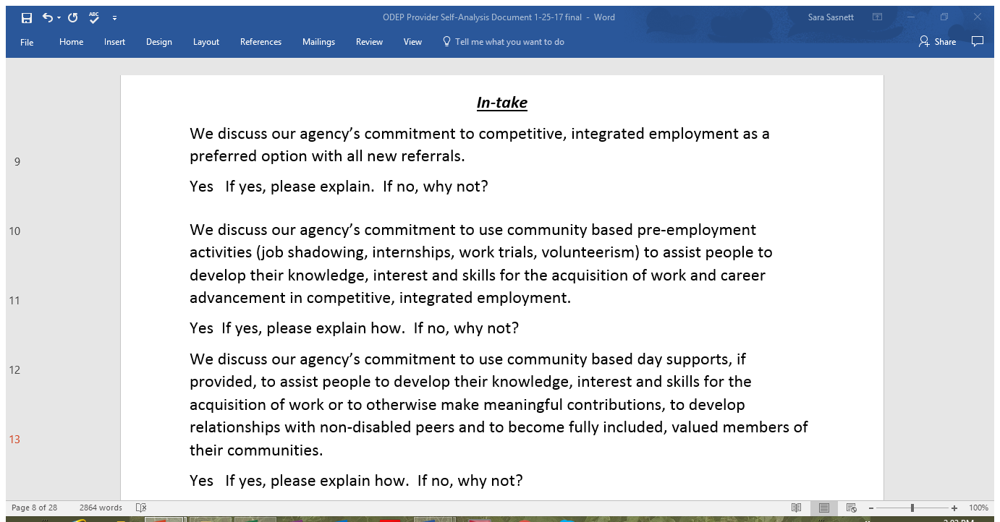 ABC
ODEP Provider Self-Analysis Document 1-25-17 final - Word
Sara Sasnett
File Home Insert Design Layout References Mailings Review View Tell me what you want to do Share
In-take
We discuss our agency’s commitment to competitive, integrated employment as a
preferred option with all new referrals.
9
Yes   If yes, please explain.  If no, why not?
10
We discuss our agency’s commitment to use community based pre-employment
activities (job shadowing, internships, work trials, volunteerism) to assist people to
develop their knowledge, interest and skills for the acquisition of work and career
advancement in competitive, integrated employment.
11
Yes  If yes, please explain how.  If no, why not?
We discuss our agency’s commitment to use community based day supports, if
12
provided, to assist people to develop their knowledge, interest and skills for the
acquisition of work or to otherwise make meaningful contributions, to develop
relationships with non-disabled peers and to become fully included, valued members of
13
their communities.
Yes   If yes, please explain how.  If no, why not?
Page 8 of 28 2864 words 100%